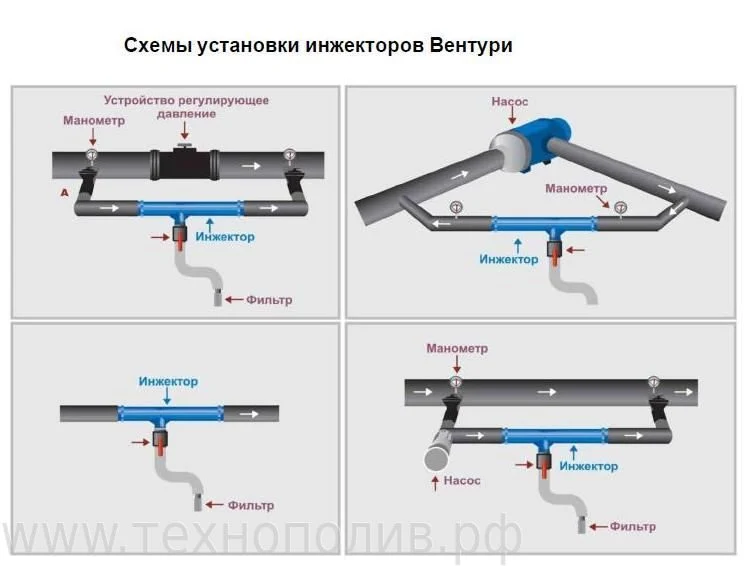 Схемы установки инжекторов Вентури
Устройство регулирующее
давление
Манометр
А
Инжектор
Фильтр
Насос
Манометр
Инжектор
Инжектор
Фильтр
Манометр
Насос
Инжектор
Фильтр
www.технополив.рф